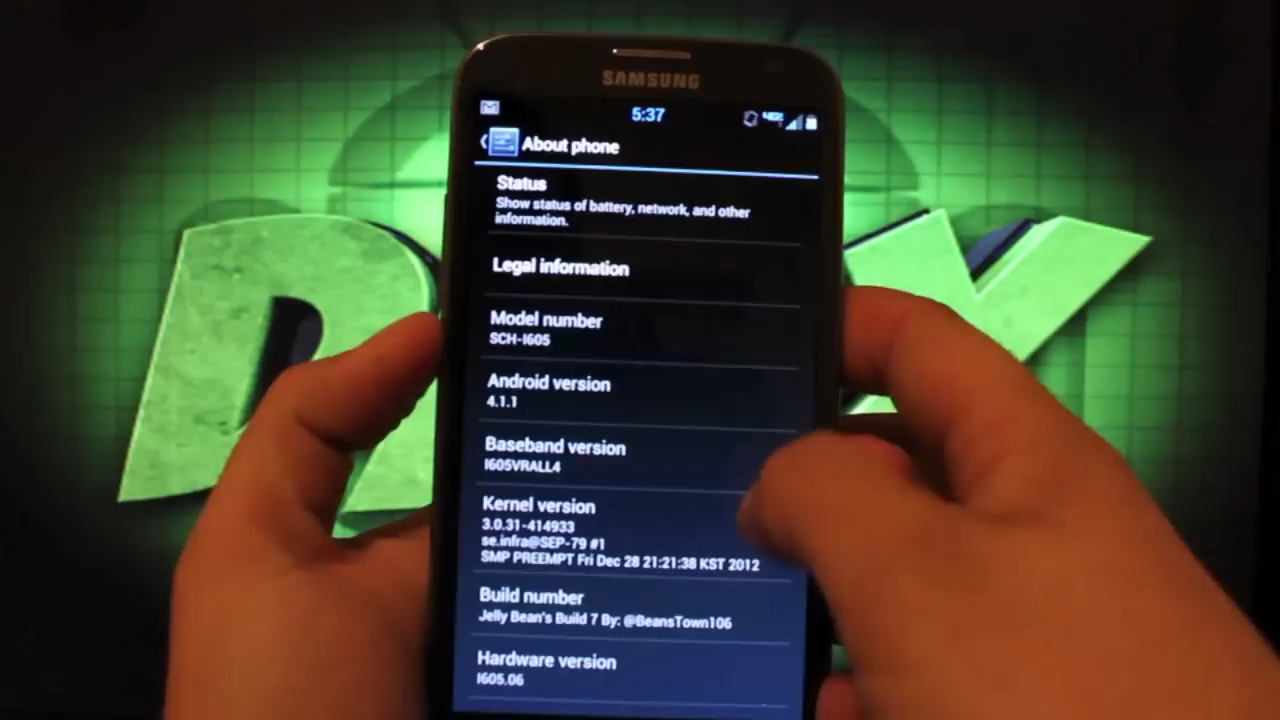 SAMSUNG
5:37
4G
About phone
Status
Show status of battery, network, and other
information.
Legal information
Model number
SCH-I605
Android version
4.1.1
Baseband version
I605VRALL4
Kernel version
3.0.31-414933
se.infra@SEP-79 #1
SMP PREEMPT Fri Dec 28 21:21:38 KST 2012
Build number
Jelly Bean's Build 7 By: @BeansTown106
Hardware version
I605.06